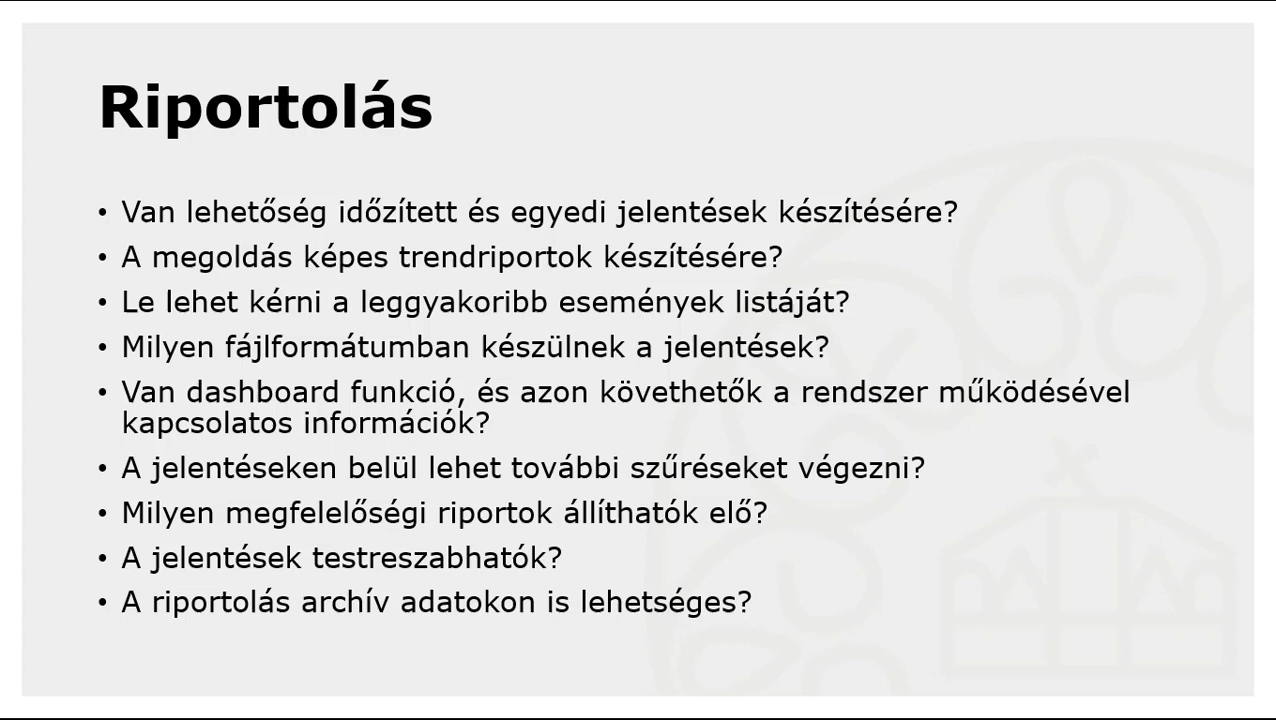 Riportolás
• Van lehetőség időzített és egyedi jelentések készítésére?
• A megoldás képes trendriportok készítésére?
• Le lehet kérni a leggyakoribb események listáját?
• Milyen fájlformátumban készülnek a jelentések?
• Van dashboard funkció, és azon követhetők a rendszer működésével
kapcsolatos információk?
• A jelentéseken belül lehet további szűréseket végezni?
• Milyen megfelelőségi riportok állíthatók elő?
• A jelentések testreszabhatók?
• A riportolás archív adatokon is lehetséges?